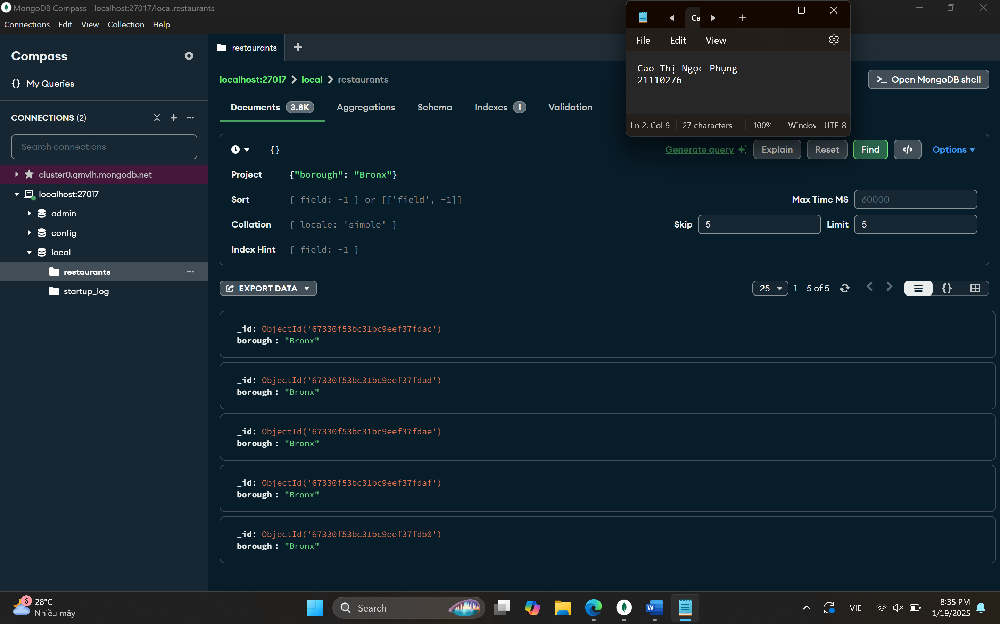 MongoDB Compass - localhost:27017/local.restaurants
Connections Edit View Collection Help
Ca
File Edit View
Cao Thị Ngọc Phụng
21110276
Ln 2, Col 9 27 characters 100% UTF-8
Compass
{} My Queries
CONNECTIONS (2)
Search connections
cluster0.qmvlh.mongodb.net
localhost:27017
admin
config
local
restaurants
startup_log
restaurants
localhost:27017 > local > restaurants
>_ Open MongoDB shell
Documents 3.8K Aggregations Schema Indexes 1 Validation
{} Generate query Explain Reset Find </> Options
Project {"borough": "Bronx"}
Sort { field: -1 } or [['field', -1]] Max Time MS 60000
Collation { locale: 'simple' } Skip 5 Limit 5
Index Hint { field: -1 }
EXPORT DATA 25 1 – 5 of 5 {}
_id: ObjectId('67330f53bc31bc9eef37fdac')
borough : "Bronx"
_id: ObjectId('67330f53bc31bc9eef37fdad')
borough : "Bronx"
_id: ObjectId('67330f53bc31bc9eef37fdae')
borough : "Bronx"
_id: ObjectId('67330f53bc31bc9eef37fdaf')
borough : "Bronx"
_id: ObjectId('67330f53bc31bc9eef37fdb0')
borough : "Bronx"
6 28°C
Nhiều mây
Search
W
VIE
8:35 PM
1/19/2025